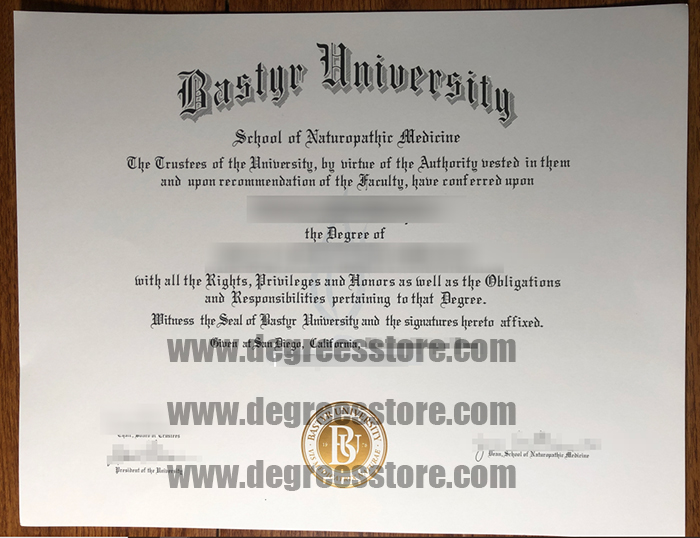 Bastyr University
School of Naturopathic Medicine
The Trustees of the University, by virtue of the Authority vested in them
and upon recommendation of the Faculty, have conferred upon
the Degree of
with all the Rights, Privileges and Honors as well as the Obligations
and Responsibilities pertaining to that Degree.
Witness the Seal of Bastyr University and the signatures hereto affixed.
Given at San Diego, California,
www.degreesstore.com
www.degreesstore.com
BASTYR UNIVERSITY
BU
President of the University
Dean, School of Naturopathic Medicine
www.degreesstore.com